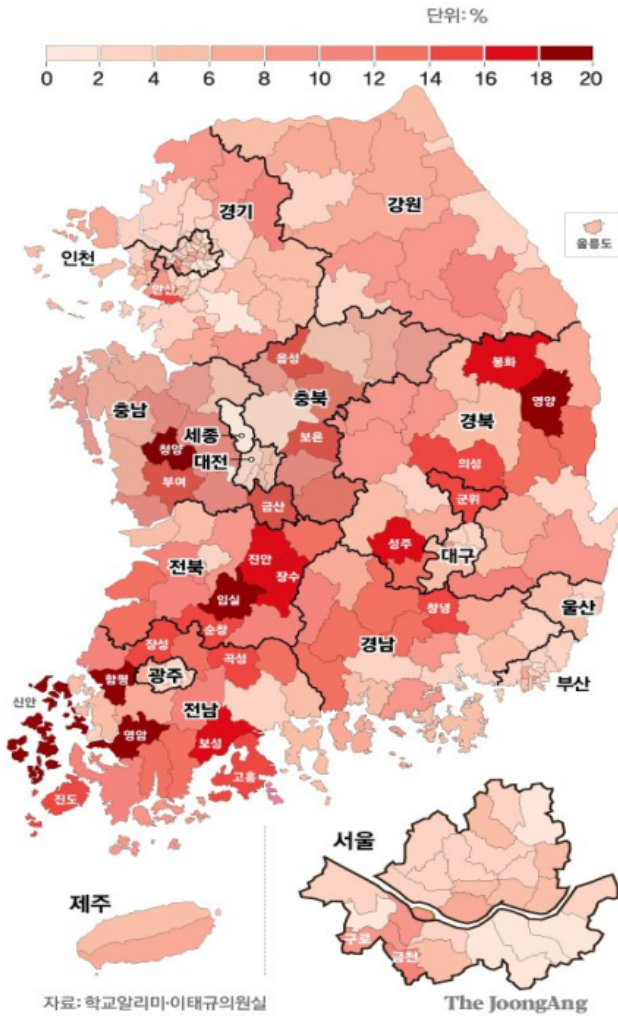 단위: %
0 2 4 6 8 10 12 14 16 18 20
경기
강원
인천
울릉도
안산
음성
봉화
충남
충북
영양
세종
경북
청양
보은
대전
의성
부여
금산
군위
성주
대구
전북
진안
장수
임실
창녕
울산
순창
경남
장성
곡성
함평
광주
부산
신안
전남
영암
보성
고흥
진도
서울
제주
구로
금천
자료: 학교알리미·이태규의원실
The JoongAng